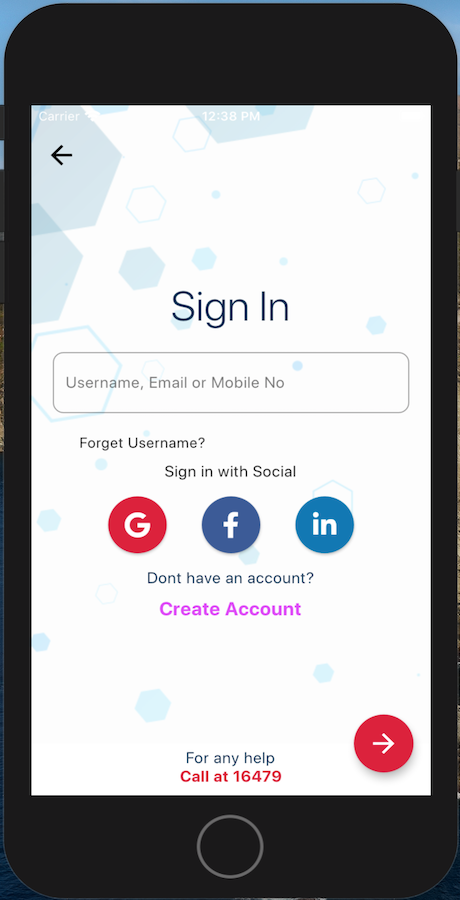 Carrier 12:38 PM
Sign In
Username, Email or Mobile No
Forget Username?
Sign in with Social
G f in
Dont have an account?
Create Account
For any help
Call at 16479